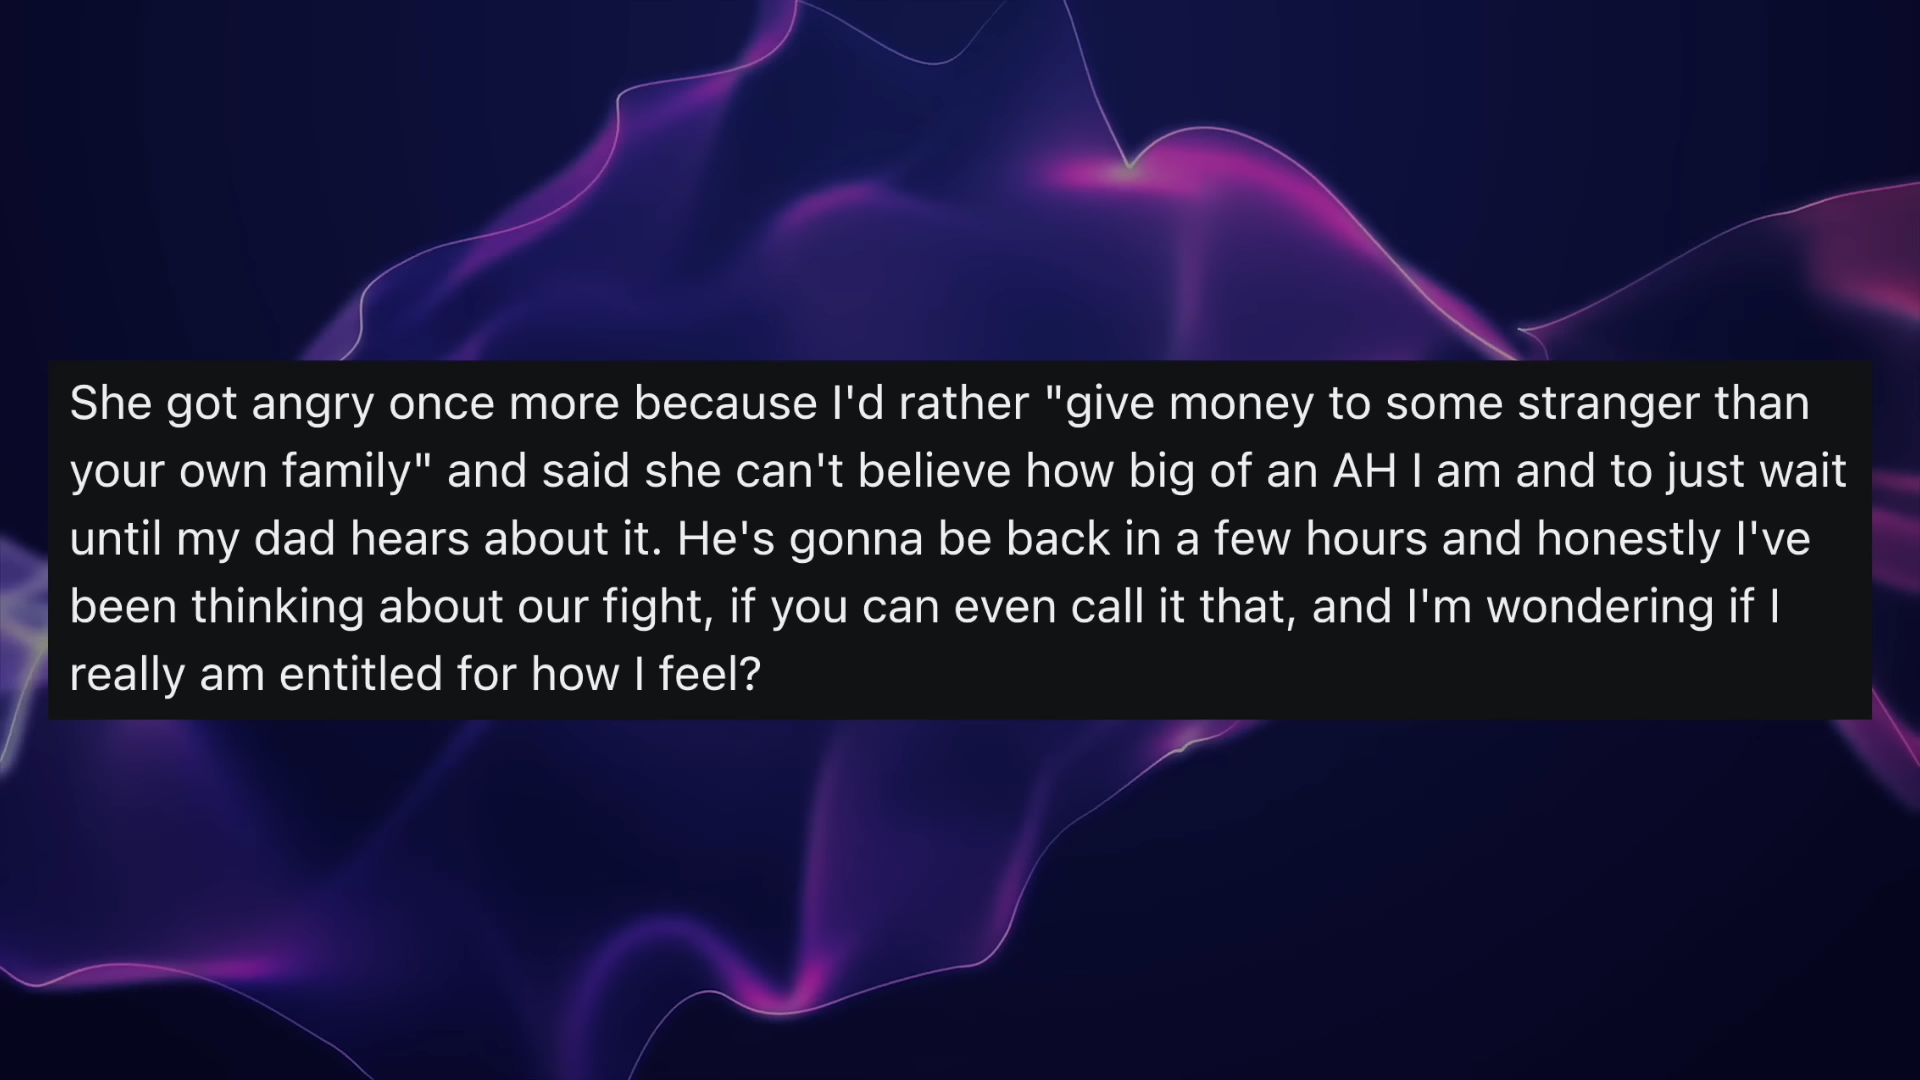 She got angry once more because I'd rather "give money to some stranger than
your own family" and said she can't believe how big of an AH I am and to just wait
until my dad hears about it. He's gonna be back in a few hours and honestly I've
been thinking about our fight, if you can even call it that, and I'm wondering if I
really am entitled for how I feel?